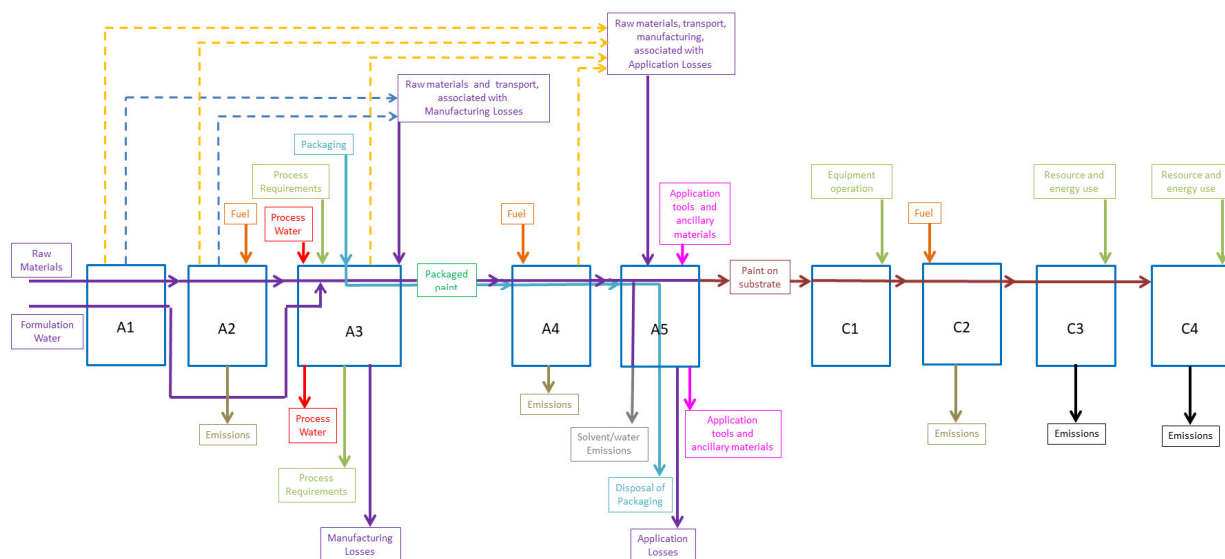 Raw materials, transport,
manufacturing,
associated with
Application Losses
Raw materials and transport,
associated with
Manufacturing Losses
Packaging
Process
Requirements
Equipment
operation
Resource and
energy use
Resource and
energy use
Application
tools and
ancillary
materials
Fuel
Process
Water
Fuel
Fuel
Raw
Materials
Packaged
paint
Paint on
substrate
Formulation
Water
A1
A2
A3
A4
A5
C1
C2
C3
C4
Emissions
Process
Water
Emissions
Solvent/water
Emissions
Application
tools and
ancillary materials
Emissions
Emissions
Emissions
Process
Requirements
Disposal of
Packaging
Manufacturing
Losses
Application
Losses